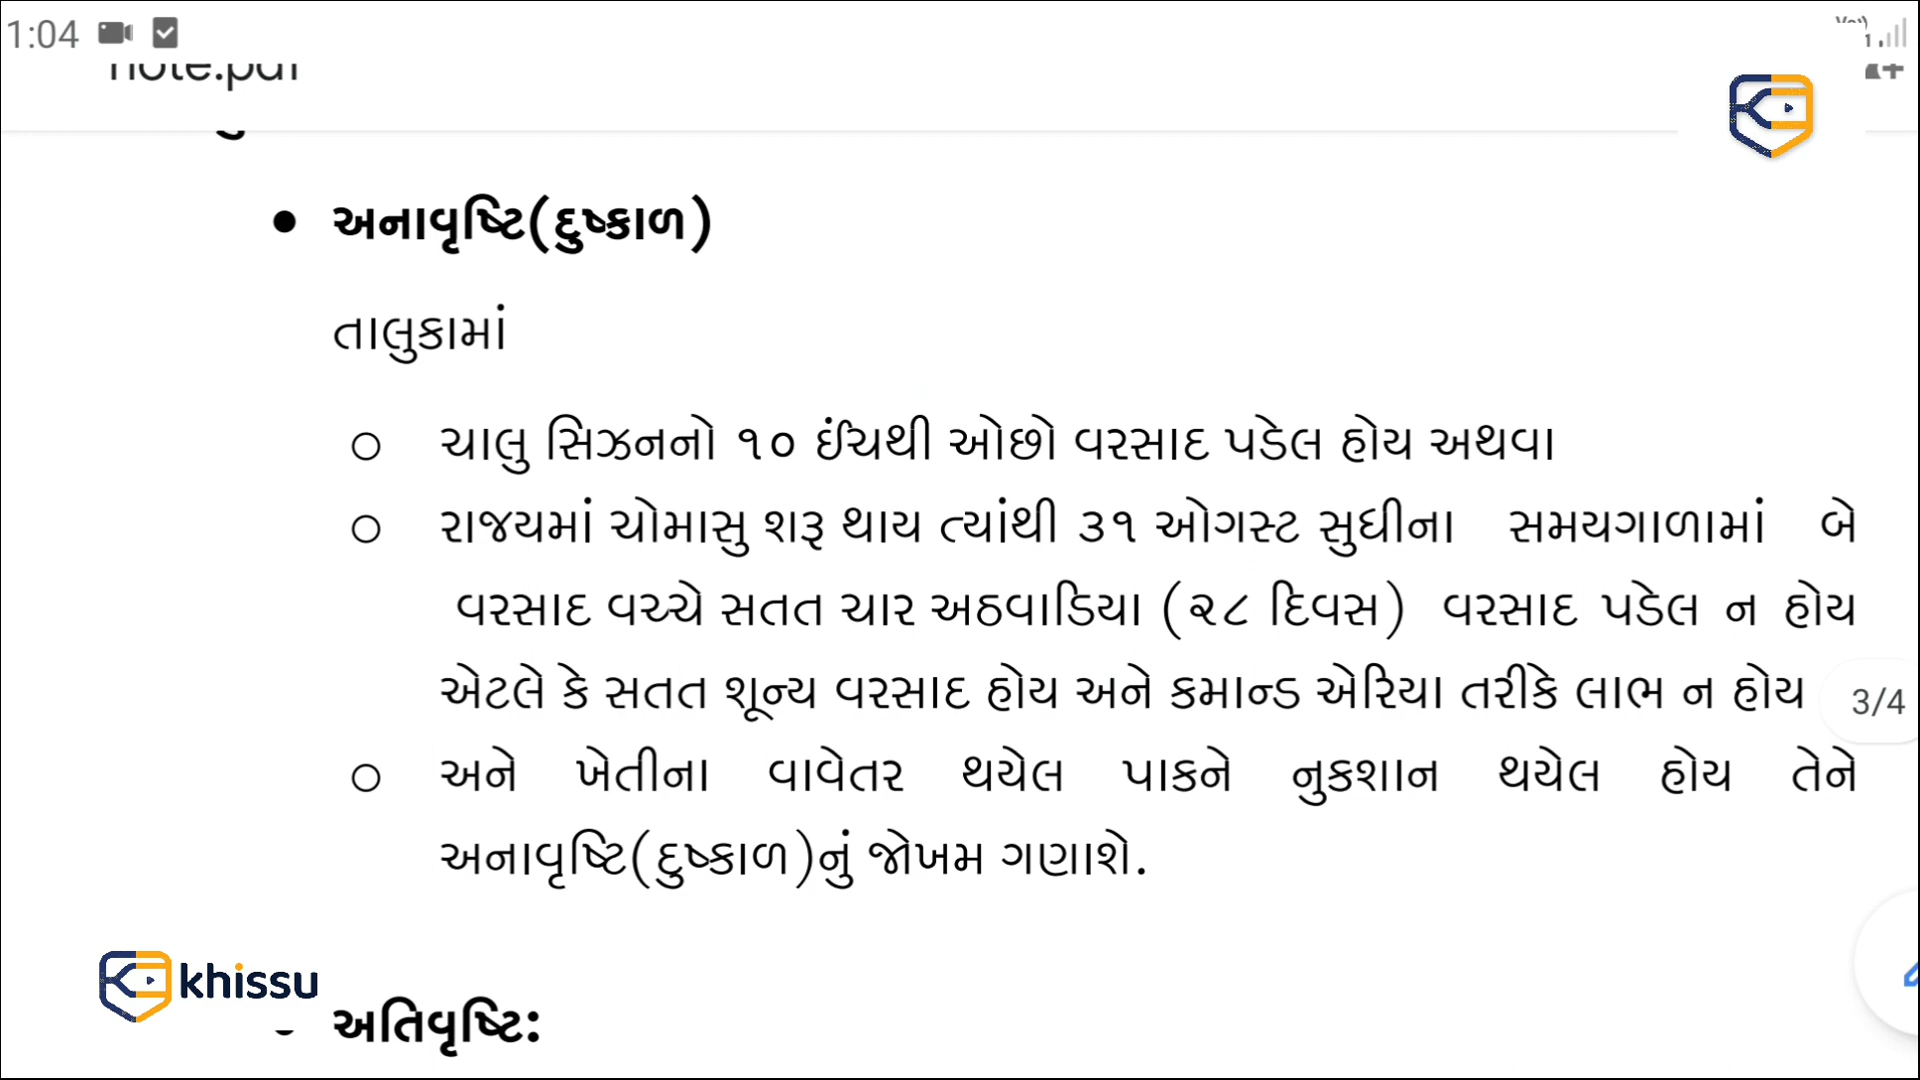 1:04
note.pdf
• અનાવૃષ્ટિ(દુષ્કાળ)
તાલુકામાં
○ ચાલુ સિઝનનો ૧૦ ઈંચથી ઓછો વરસાદ પડેલ હોય અથવા
○ રાજયમાં ચોમાસુ શરૂ થાય ત્યાંથી ૩૧ ઓગસ્ટ સુધીના સમયગાળામાં બે
વરસાદ વચ્ચે સતત ચાર અઠવાડિયા (૨૮ દિવસ) વરસાદ પડેલ ન હોય
એટલે કે સતત શૂન્ય વરસાદ હોય અને કમાન્ડ એરિયા તરીકે લાભ ન હોય
3/4
○ અને ખેતીના વાવેતર થયેલ પાકને નુકશાન થયેલ હોય તેને
અનાવૃષ્ટિ(દુષ્કાળ)નું જોખમ ગણાશે.
khissu
અતિવૃષ્ટિ: